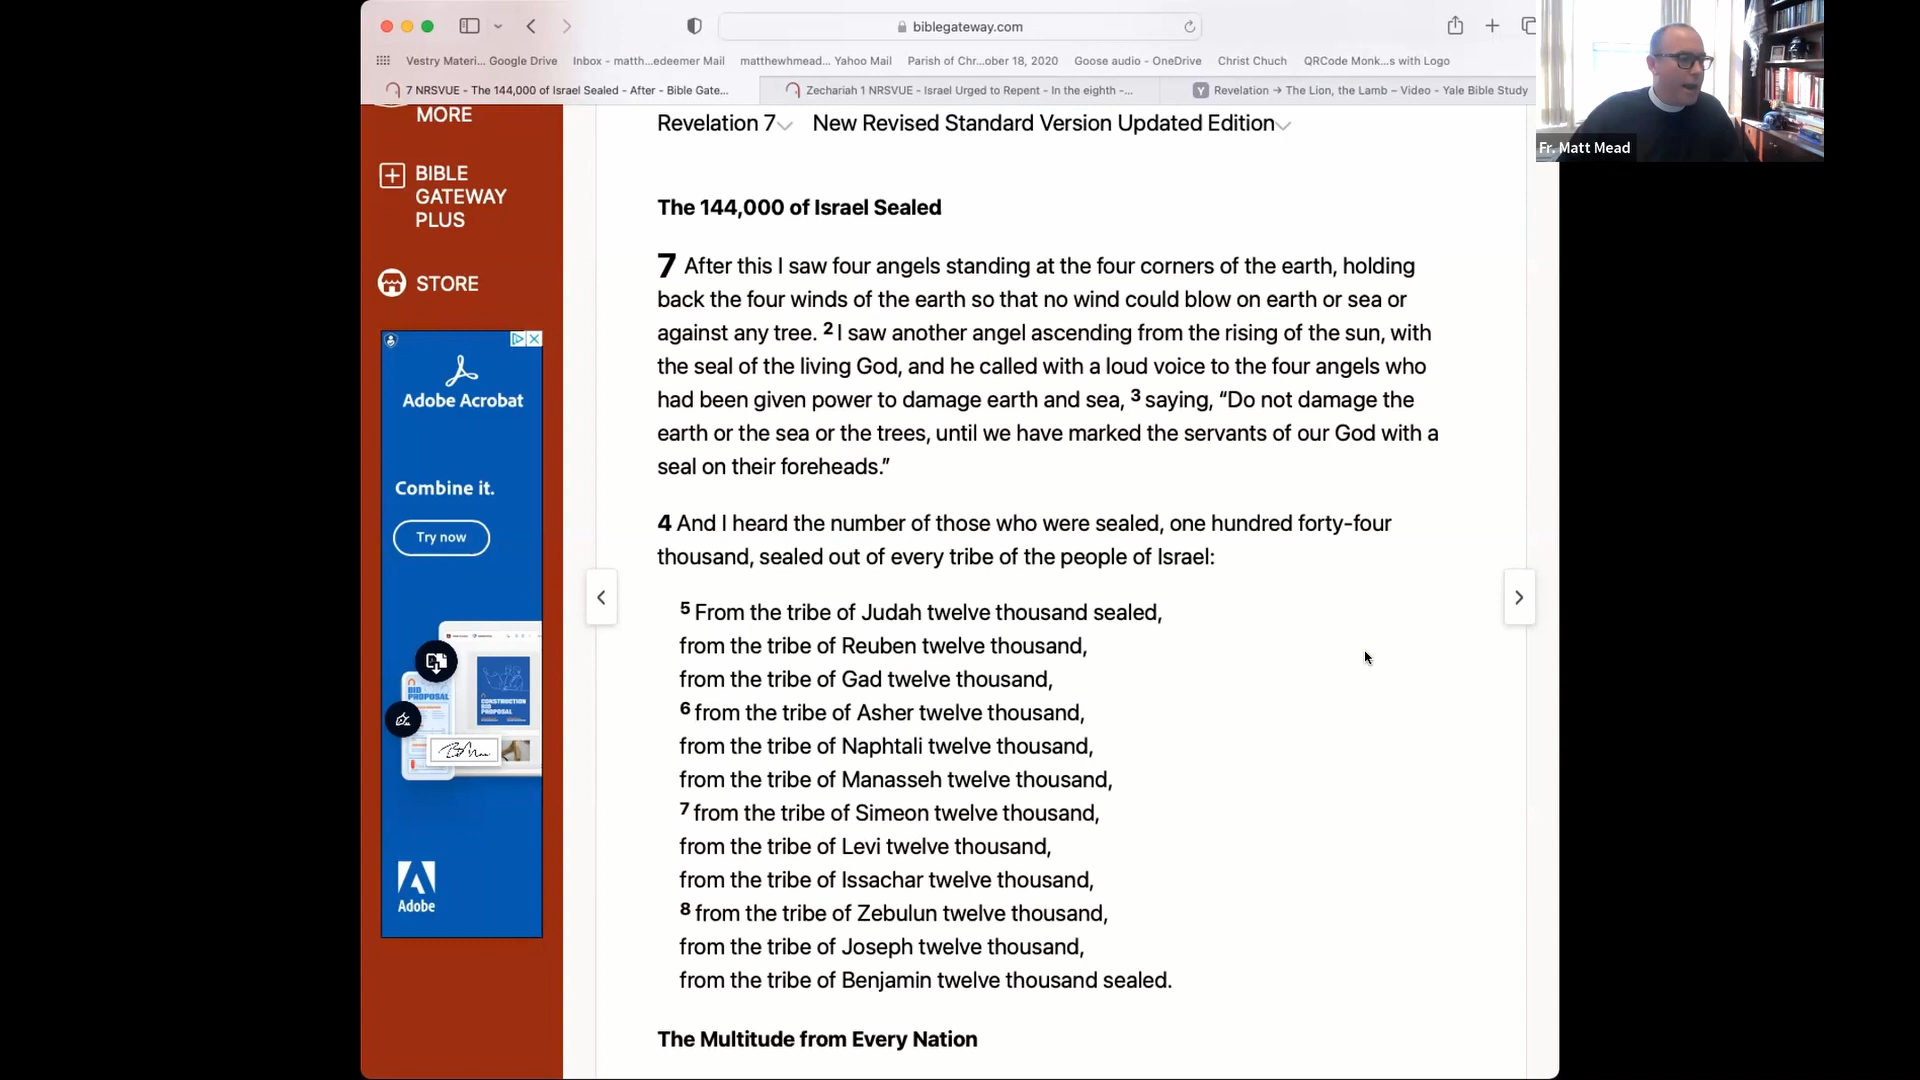 biblegateway.com
Vestry Materi... Google Drive
Inbox - matth...edeemer Mail
matthewhmead... Yahoo Mail
Parish of Chr...ober 18, 2020
Goose audio - OneDrive
Christ Chuch
QRCode Monk...s with Logo
7 NRSVUE - The 144,000 of Israel Sealed - After - Bible Gate...
Zechariah 1 NRSVUE - Israel Urged to Repent - In the eighth -...
Y
Revelation → The Lion, the Lamb – Video - Yale Bible Study
Fr. Matt Mead
MORE
BIBLE
GATEWAY
PLUS
STORE
Adobe Acrobat
Combine it.
Try now
BID
PROPOSAL
CONSTRUCTION
BID
PROPOSAL
Adobe
Revelation 7
New Revised Standard Version Updated Edition
The 144,000 of Israel Sealed
7 After this I saw four angels standing at the four corners of the earth, holding
back the four winds of the earth so that no wind could blow on earth or sea or
against any tree. 2 I saw another angel ascending from the rising of the sun, with
the seal of the living God, and he called with a loud voice to the four angels who
had been given power to damage earth and sea, 3 saying, “Do not damage the
earth or the sea or the trees, until we have marked the servants of our God with a
seal on their foreheads.”
4 And I heard the number of those who were sealed, one hundred forty-four
thousand, sealed out of every tribe of the people of Israel:
5 From the tribe of Judah twelve thousand sealed,
from the tribe of Reuben twelve thousand,
from the tribe of Gad twelve thousand,
6 from the tribe of Asher twelve thousand,
from the tribe of Naphtali twelve thousand,
from the tribe of Manasseh twelve thousand,
7 from the tribe of Simeon twelve thousand,
from the tribe of Levi twelve thousand,
from the tribe of Issachar twelve thousand,
8 from the tribe of Zebulun twelve thousand,
from the tribe of Joseph twelve thousand,
from the tribe of Benjamin twelve thousand sealed.
The Multitude from Every Nation